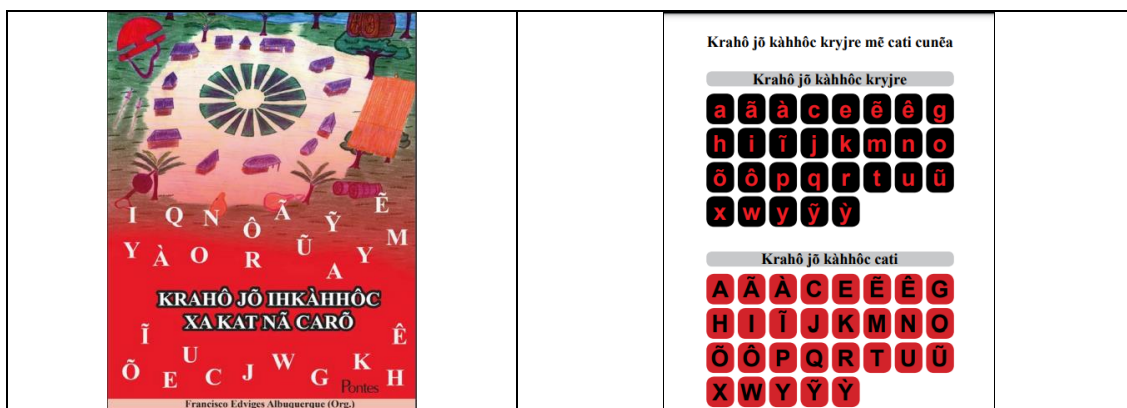 I Q N Ô Ã Ỹ Ẽ
Y À O R Ũ A Y M
KRAHÔ JÕ IHKÀHHÔC
XA KAT NÃ CARÕ
Ĩ Ê
Õ E U C J W G K H
Pontes
Francisco Edviges Albuquerque (Org.)
Krahô jõ kàhhôc kryjre mẽ cati cunẽa
Krahô jõ kàhhôc kryjre
a ã à c e ẽ ê g
h i ĩ j k m n o
õ ô p q r t u ũ
x w y ỹ ỳ
Krahô jõ kàhhôc cati
A Ã À C E Ẽ Ê G
H I Ĩ J K M N O
Õ Ô P Q R T U Ũ
X W Y Ỹ Ỳ